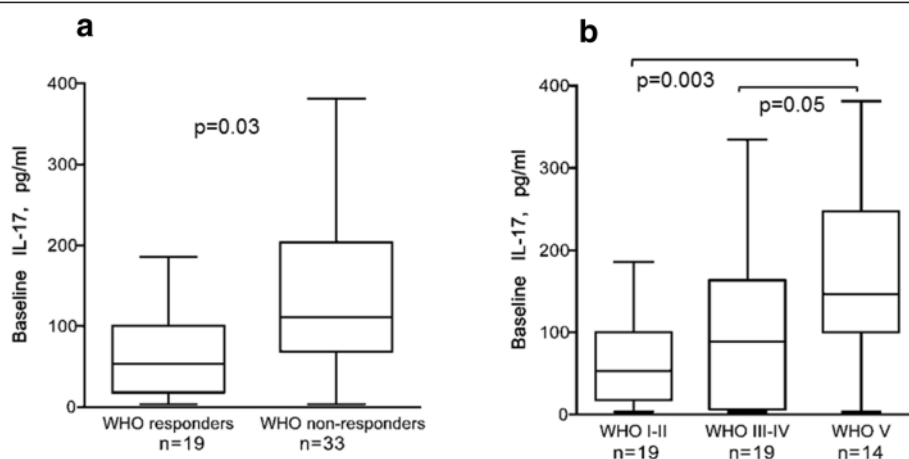 a
Baseline IL-17, pg/ml
400
300
200
100
0
p=0.03
WHO responders
n=19
WHO non-responders
n=33
b
Baseline IL-17, pg/ml
400
300
200
100
0
p=0.003
p=0.05
WHO I-II
n=19
WHO III-IV
n=19
WHO V
n=14